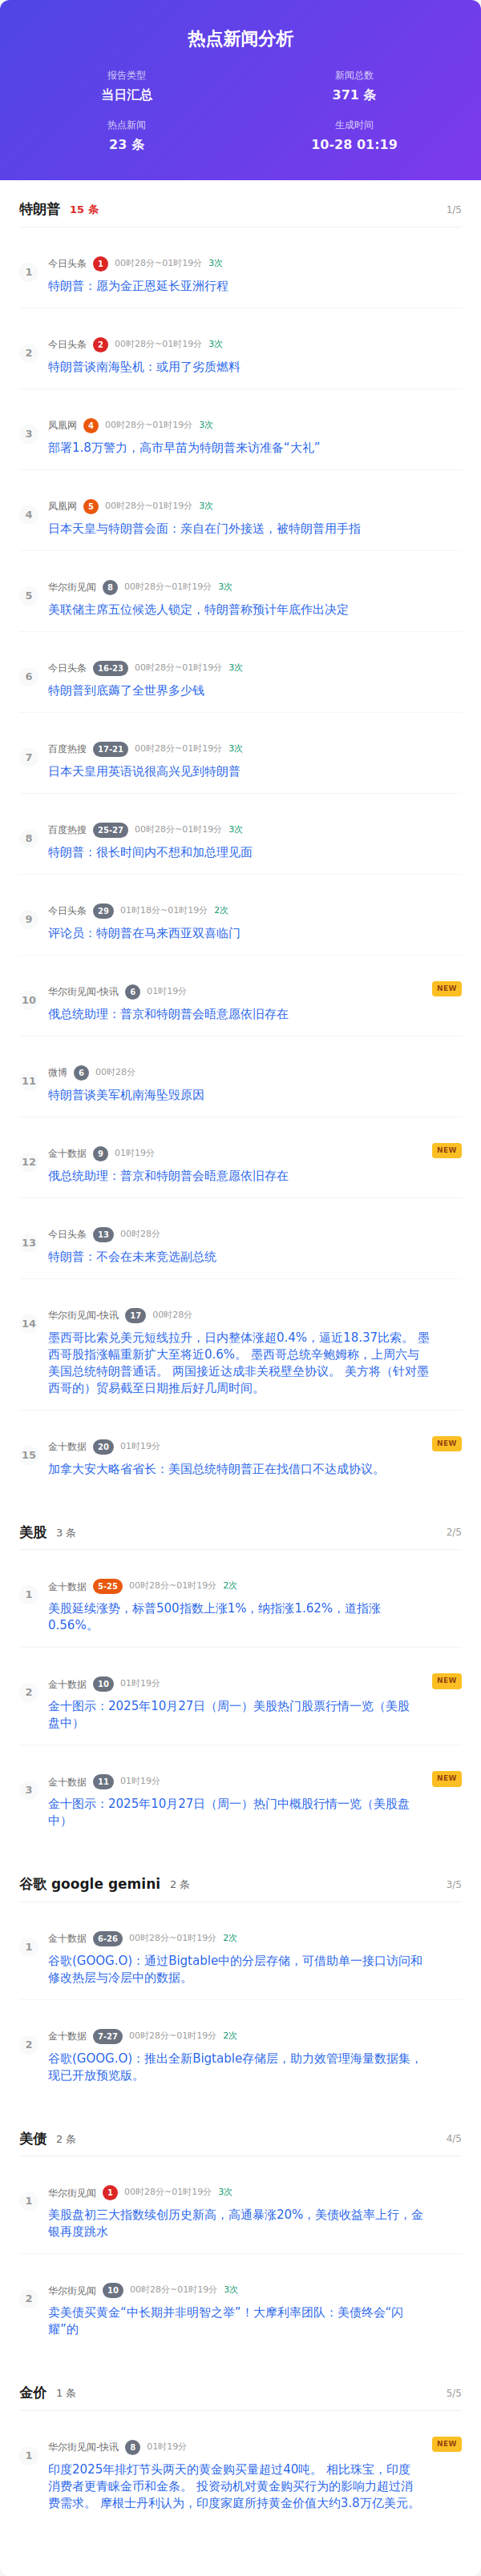 热点新闻分析
报告类型
新闻总数
当日汇总
371 条
热点新闻
生成时间
23 条
10-28 01:19
特朗普 15 条 1/5
1
今日头条 1 00时28分~01时19分 3次
特朗普：愿为金正恩延长亚洲行程
2
今日头条 2 00时28分~01时19分 3次
特朗普谈南海坠机：或用了劣质燃料
3
凤凰网 4 00时28分~01时19分 3次
部署1.8万警力，高市早苗为特朗普来访准备“大礼”
4
凤凰网 5 00时28分~01时19分 3次
日本天皇与特朗普会面：亲自在门外接送，被特朗普用手指
5
华尔街见闻 8 00时28分~01时19分 3次
美联储主席五位候选人锁定，特朗普称预计年底作出决定
6
今日头条 16-23 00时28分~01时19分 3次
特朗普到底薅了全世界多少钱
7
百度热搜 17-21 00时28分~01时19分 3次
日本天皇用英语说很高兴见到特朗普
8
百度热搜 25-27 00时28分~01时19分 3次
特朗普：很长时间内不想和加总理见面
9
今日头条 29 01时18分~01时19分 2次
评论员：特朗普在马来西亚双喜临门
10
华尔街见闻-快讯 6 01时19分 NEW
俄总统助理：普京和特朗普会晤意愿依旧存在
11
微博 6 00时28分
特朗普谈美军机南海坠毁原因
12
金十数据 9 01时19分 NEW
俄总统助理：普京和特朗普会晤意愿依旧存在
13
今日头条 13 00时28分
特朗普：不会在未来竞选副总统
14
华尔街见闻-快讯 17 00时28分
墨西哥比索兑美元短线拉升，日内整体涨超0.4%，逼近18.37比索。 墨
西哥股指涨幅重新扩大至将近0.6%。 墨西哥总统辛鲍姆称，上周六与
美国总统特朗普通话。 两国接近达成非关税壁垒协议。 美方将（针对墨
西哥的）贸易截至日期推后好几周时间。
15
金十数据 20 01时19分 NEW
加拿大安大略省省长：美国总统特朗普正在找借口不达成协议。
美股 3 条 2/5
1
金十数据 5-25 00时28分~01时19分 2次
美股延续涨势，标普500指数上涨1%，纳指涨1.62%，道指涨
0.56%。
2
金十数据 10 01时19分 NEW
金十图示：2025年10月27日（周一）美股热门股票行情一览（美股
盘中）
3
金十数据 11 01时19分 NEW
金十图示：2025年10月27日（周一）热门中概股行情一览（美股盘
中）
谷歌 google gemini 2 条 3/5
1
金十数据 6-26 00时28分~01时19分 2次
谷歌(GOOG.O)：通过Bigtable中的分层存储，可借助单一接口访问和
修改热层与冷层中的数据。
2
金十数据 7-27 00时28分~01时19分 2次
谷歌(GOOG.O)：推出全新Bigtable存储层，助力效管理海量数据集，
现已开放预览版。
美债 2 条 4/5
1
华尔街见闻 1 00时28分~01时19分 3次
美股盘初三大指数续创历史新高，高通暴涨20%，美债收益率上行，金
银再度跳水
2
华尔街见闻 10 00时28分~01时19分 3次
卖美债买黄金“中长期并非明智之举”！大摩利率团队：美债终会“闪
耀”的
金价 1 条 5/5
1
华尔街见闻-快讯 8 01时19分 NEW
印度2025年排灯节头两天的黄金购买量超过40吨。 相比珠宝，印度
消费者更青睐金币和金条。 投资动机对黄金购买行为的影响力超过消
费需求。 摩根士丹利认为，印度家庭所持黄金价值大约3.8万亿美元。